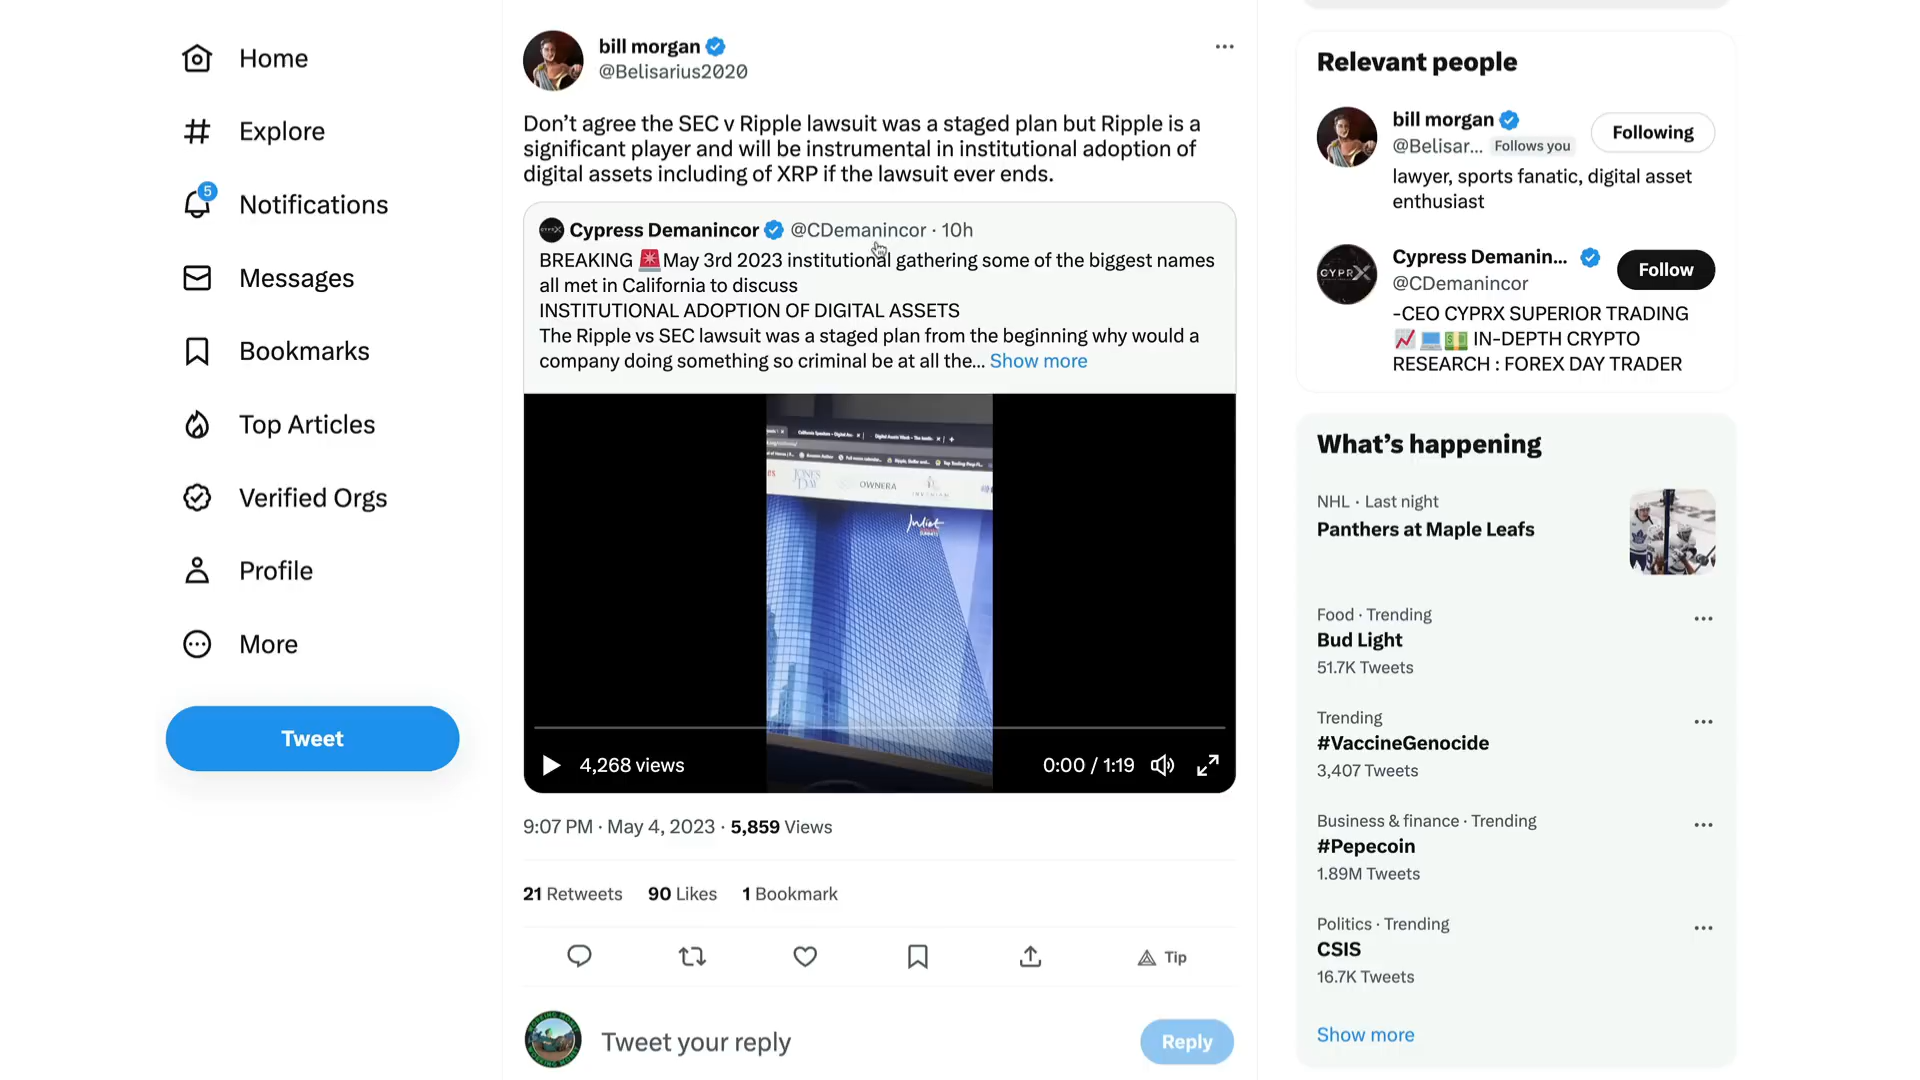 Home
Explore
5
Notifications
Messages
Bookmarks
Top Articles
Verified Orgs
Profile
More
Tweet
bill morgan
@Belisarius2020
Don’t agree the SEC v Ripple lawsuit was a staged plan but Ripple is a
significant player and will be instrumental in institutional adoption of
digital assets including of XRP if the lawsuit ever ends.
Cypress Demanincor @CDemanincor · 10h
BREAKING 🚨May 3rd 2023 institutional gathering some of the biggest names
all met in California to discuss
INSTITUTIONAL ADOPTION OF DIGITAL ASSETS
The Ripple vs SEC lawsuit was a staged plan from the beginning why would a
company doing something so criminal be at all the... Show more
JONES
DAY
OWNERA
Juliet
4,268 views
0:00 / 1:19
9:07 PM · May 4, 2023 · 5,859 Views
21 Retweets 90 Likes 1 Bookmark
Tip
Tweet your reply
Reply
Relevant people
bill morgan
Following
@Belisar... Follows you
lawyer, sports fanatic, digital asset
enthusiast
CYPRX
Cypress Demanin...
Follow
@CDemanincor
-CEO CYPRX SUPERIOR TRADING
📈💻💵 IN-DEPTH CRYPTO
RESEARCH : FOREX DAY TRADER
What’s happening
NHL · Last night
Panthers at Maple Leafs
Food · Trending
Bud Light
51.7K Tweets
Trending
#VaccineGenocide
3,407 Tweets
Business & finance · Trending
#Pepecoin
1.89M Tweets
Politics · Trending
CSIS
16.7K Tweets
Show more